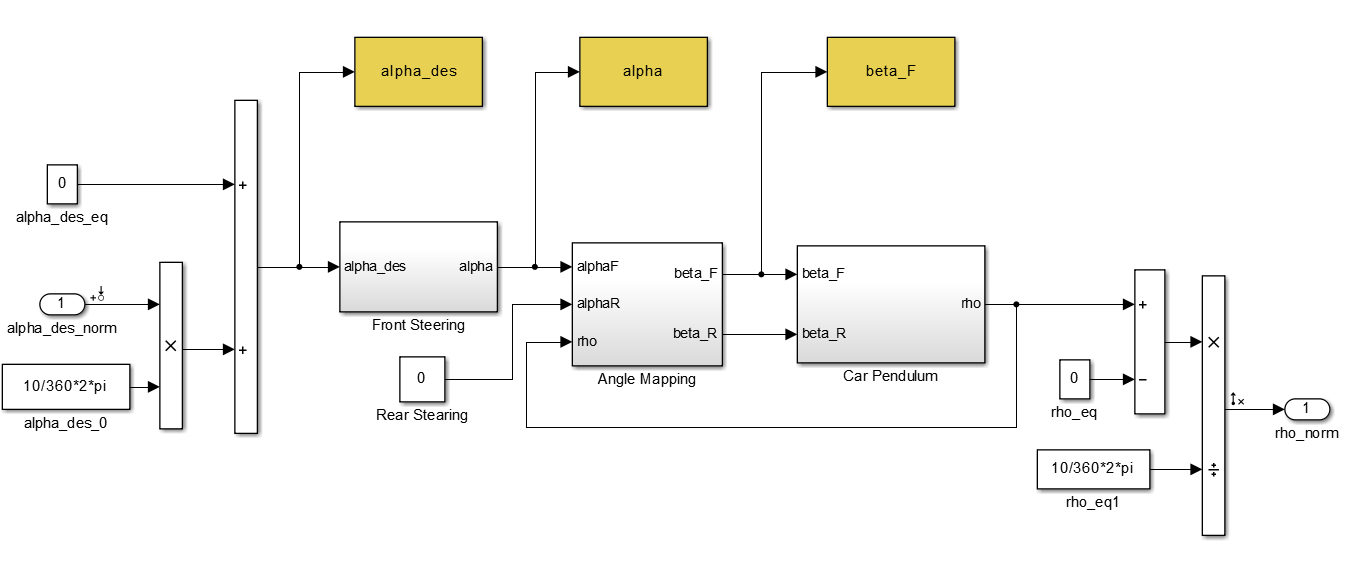 alpha_des
alpha
beta_F
0
alpha_des_eq
+
1
alpha_des_norm
10/360*2*pi
alpha_des_0
×
+
alpha_des
alpha
Front Steering
0
Rear Stearing
alphaF
alphaR
rho
beta_F
beta_R
Angle Mapping
beta_F
beta_R
rho
Car Pendulum
+
−
0
rho_eq
10/360*2*pi
rho_eq1
×
÷
1
rho_norm